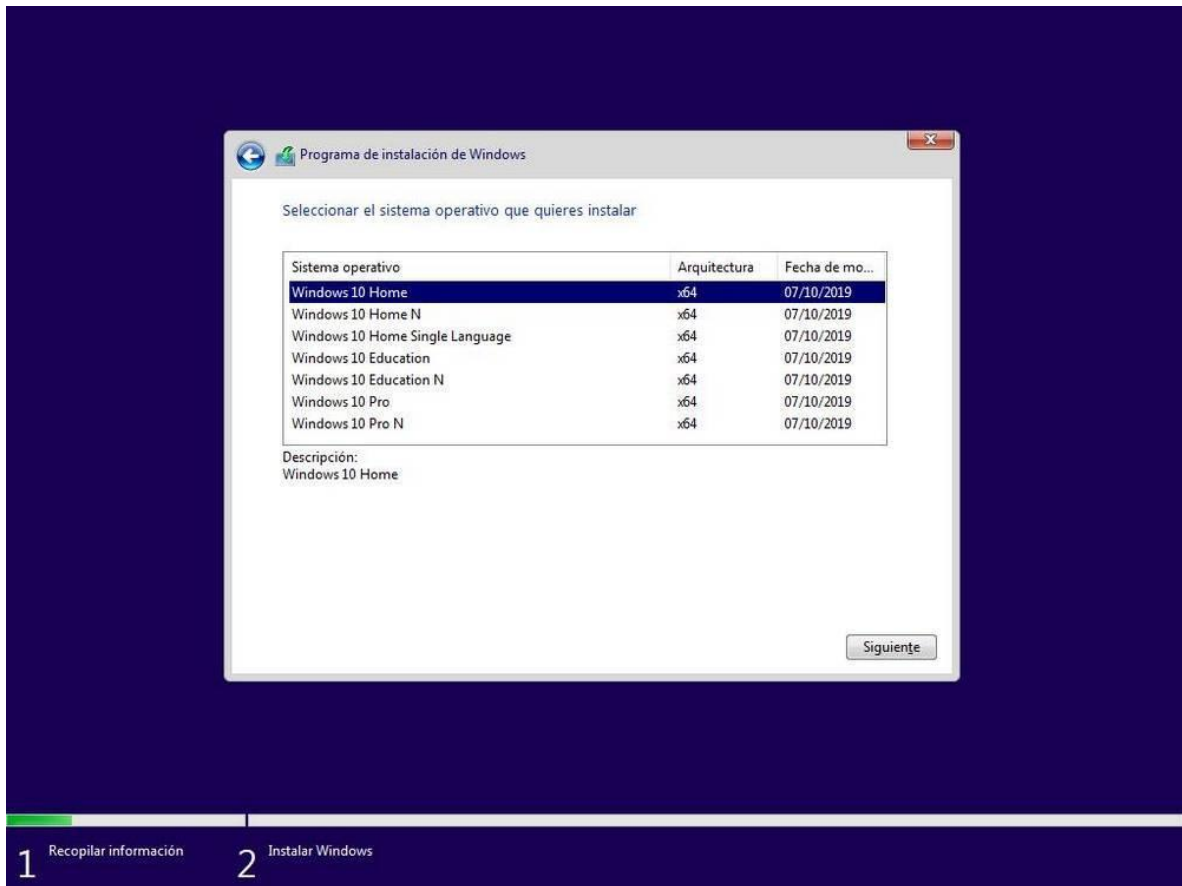 Programa de instalación de Windows
Seleccionar el sistema operativo que quieres instalar
Sistema operativo Arquitectura Fecha de mo...
Windows 10 Home x64 07/10/2019
Windows 10 Home N x64 07/10/2019
Windows 10 Home Single Language x64 07/10/2019
Windows 10 Education x64 07/10/2019
Windows 10 Education N x64 07/10/2019
Windows 10 Pro x64 07/10/2019
Windows 10 Pro N x64 07/10/2019
Descripción:
Windows 10 Home
Siguiente
1 Recopilar información 2 Instalar Windows